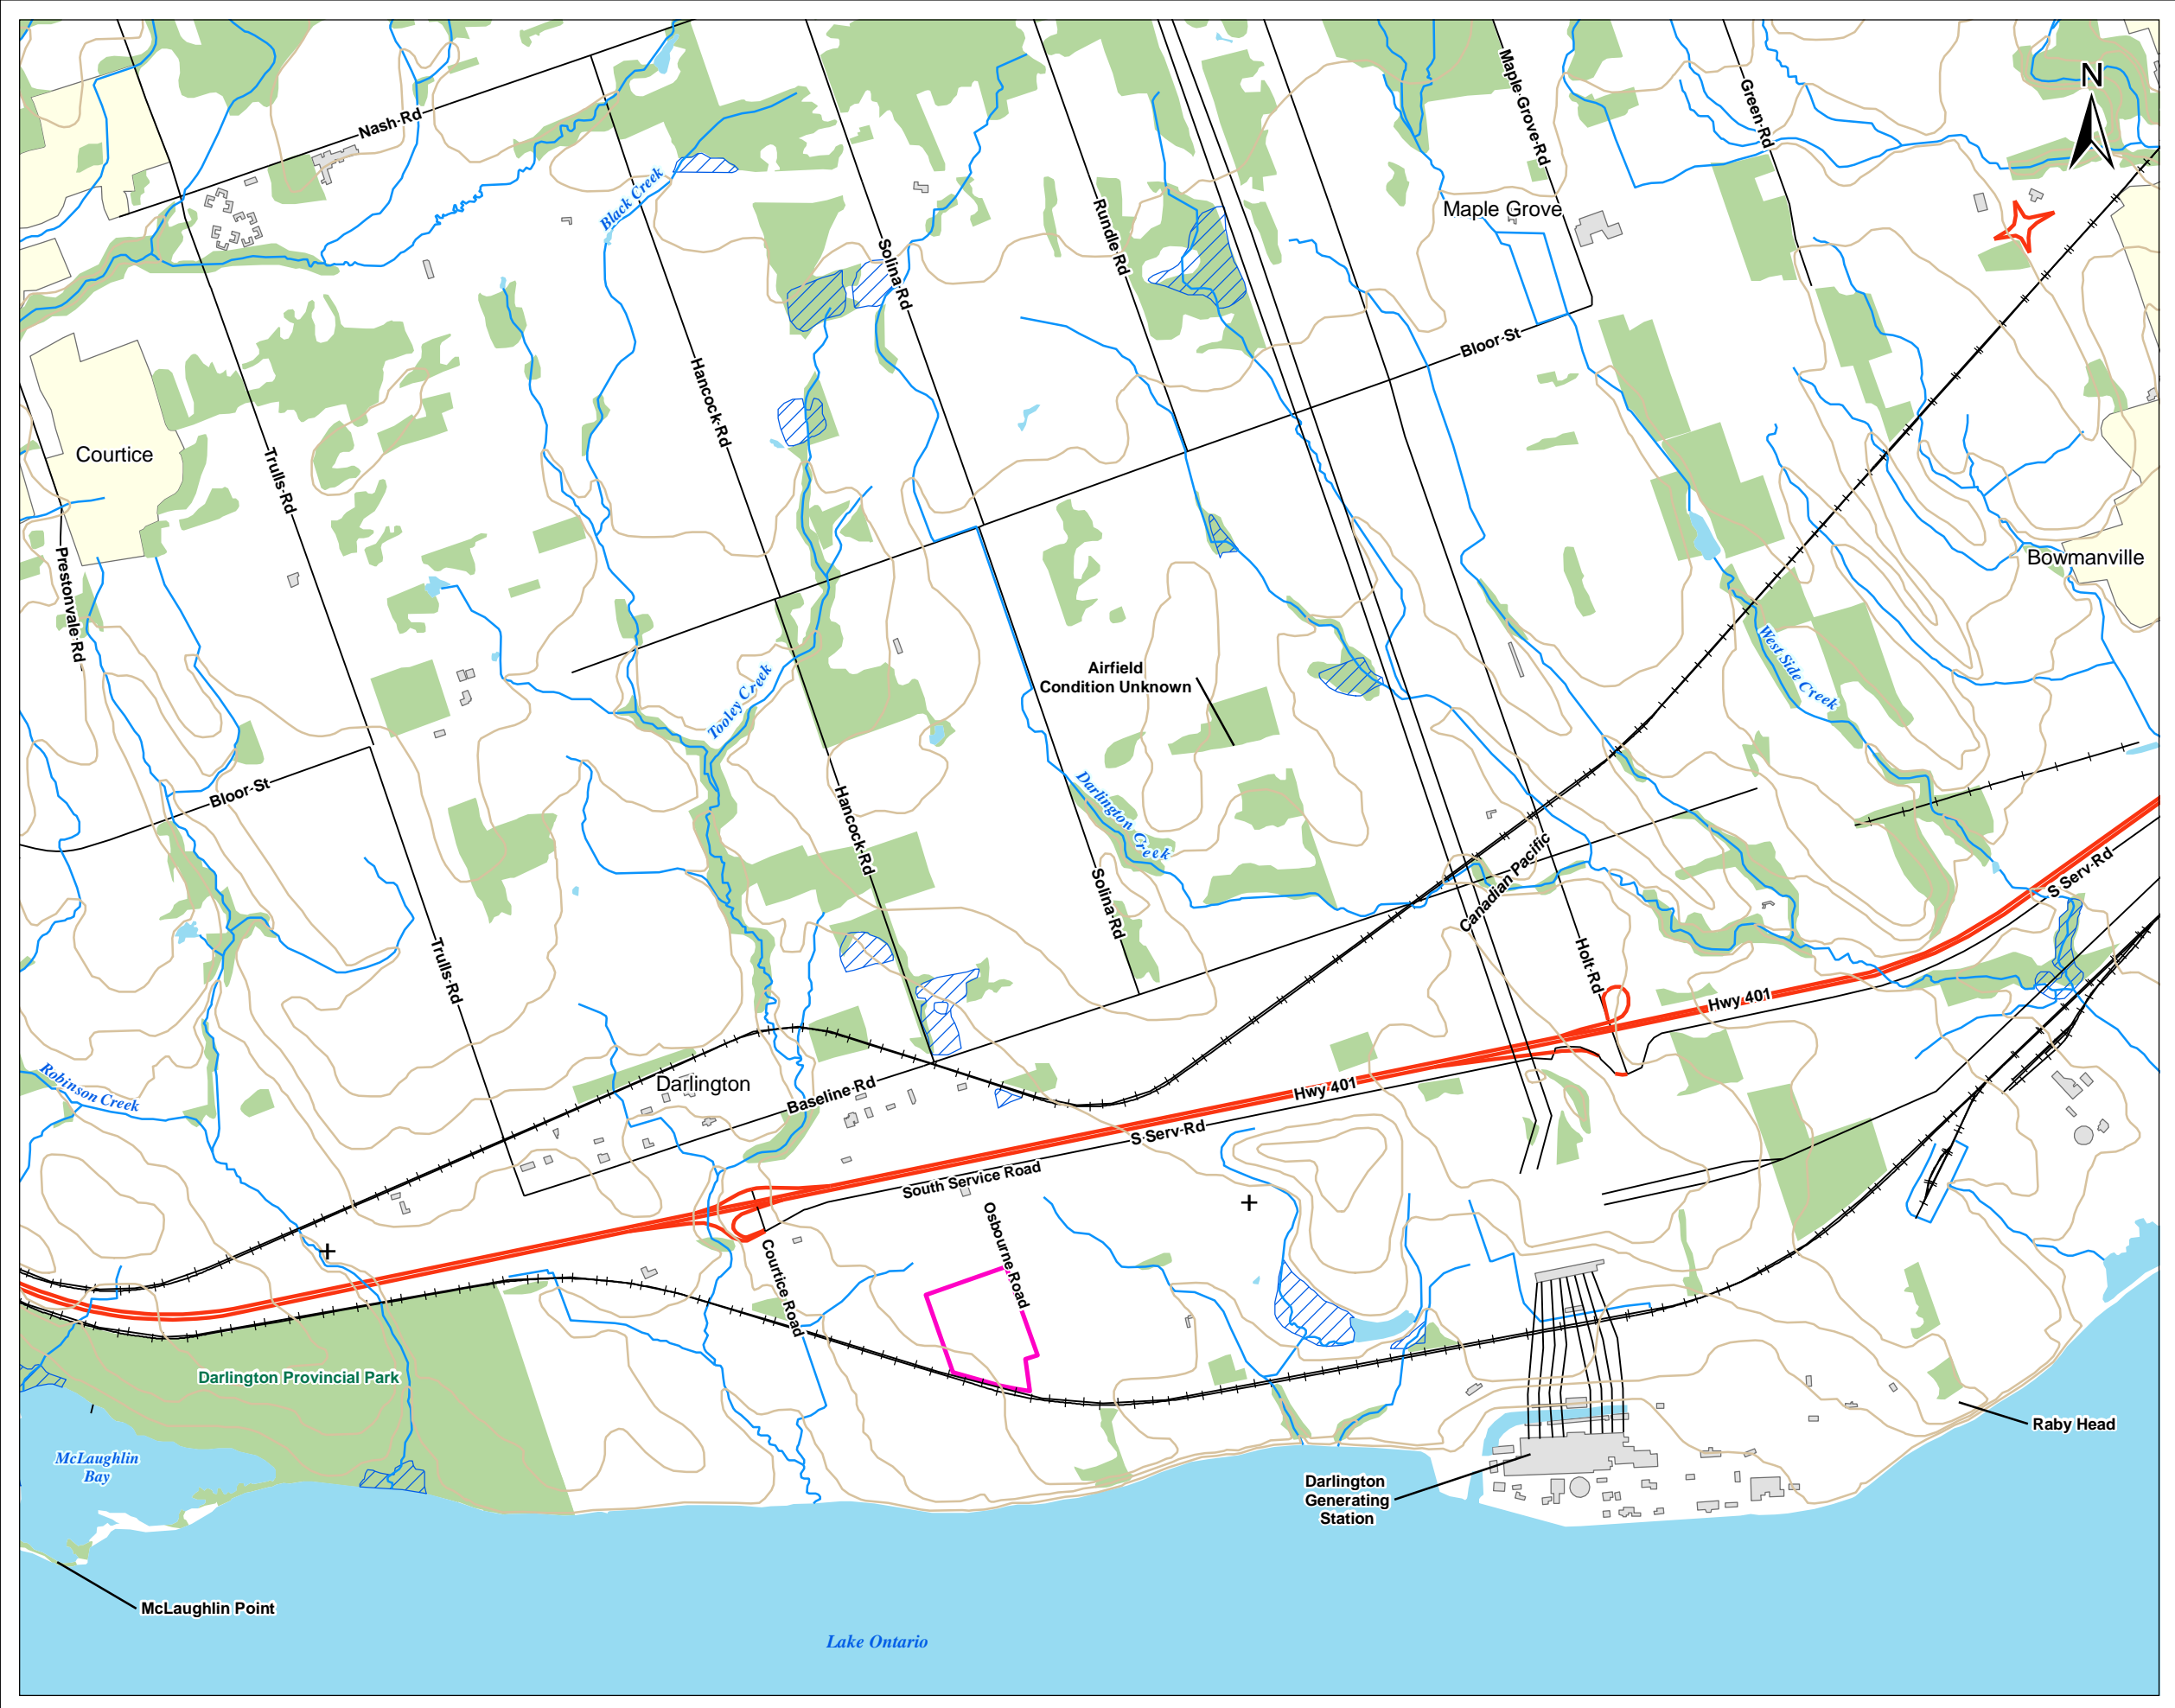 N
Nash Rd
Maple Grove Rd
Green Rd
Black Creek
Maple Grove
Solina Rd
Rundle Rd
Bloor St
Hancock Rd
Courtice
Trulls Rd
Prestonvale Rd
Bowmanville
Airfield
Condition Unknown
West Side Creek
Tooley Creek
Bloor St
Darlington Creek
Hancock Rd
Solina Rd
Canadian Pacific
S Serv Rd
Trulls Rd
Holt Rd
Hwy 401
Robinson Creek
Darlington
Baseline Rd
Hwy 401
S Serv Rd
South Service Road
Osbourne Road
Courtice Road
Darlington Provincial Park
McLaughlin
Bay
Raby Head
Darlington
Generating
Station
McLaughlin Point
Lake Ontario